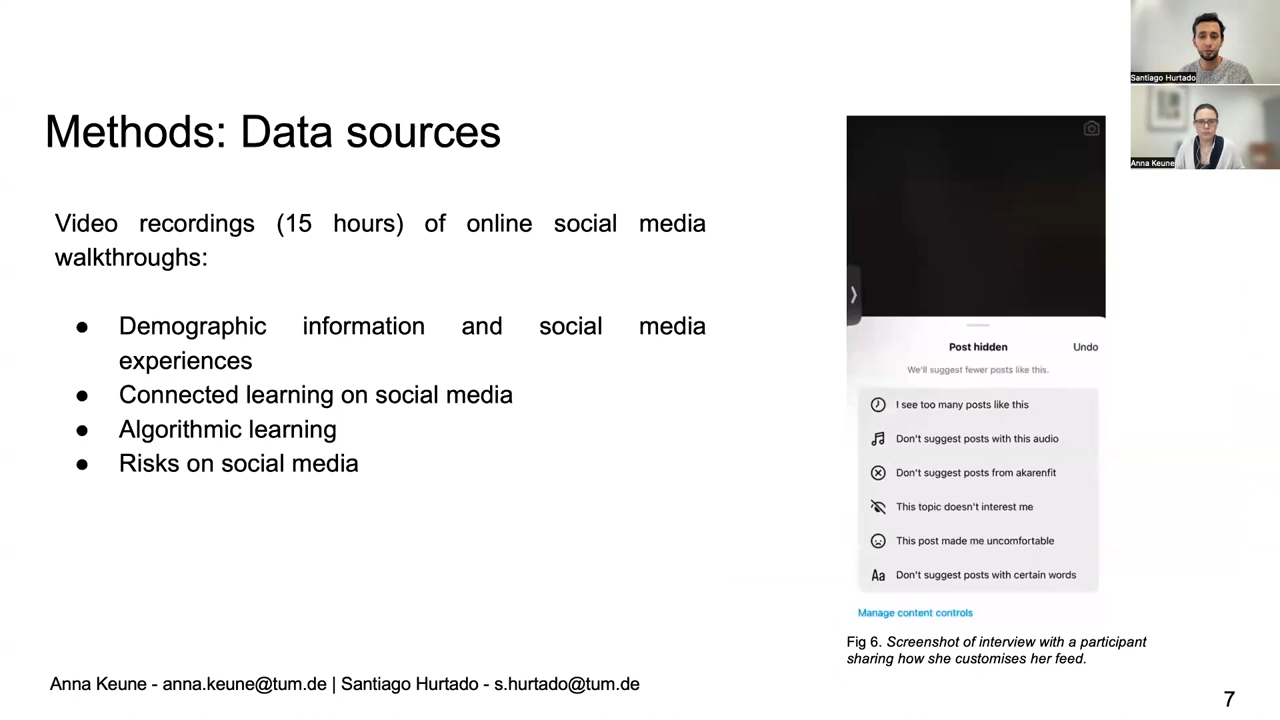 Santiago Hurtado
Anna Keune
Methods: Data sources
Video recordings (15 hours) of online social media
walkthroughs:
● Demographic information and social media
experiences
● Connected learning on social media
● Algorithmic learning
● Risks on social media
Post hidden
Undo
We'll suggest fewer posts like this.
I see too many posts like this
Don't suggest posts with this audio
Don't suggest posts from akarenfit
This topic doesn't interest me
This post made me uncomfortable
Aa Don't suggest posts with certain words
Manage content controls
Fig 6. Screenshot of interview with a participant
sharing how she customises her feed.
Anna Keune - anna.keune@tum.de | Santiago Hurtado - s.hurtado@tum.de
7